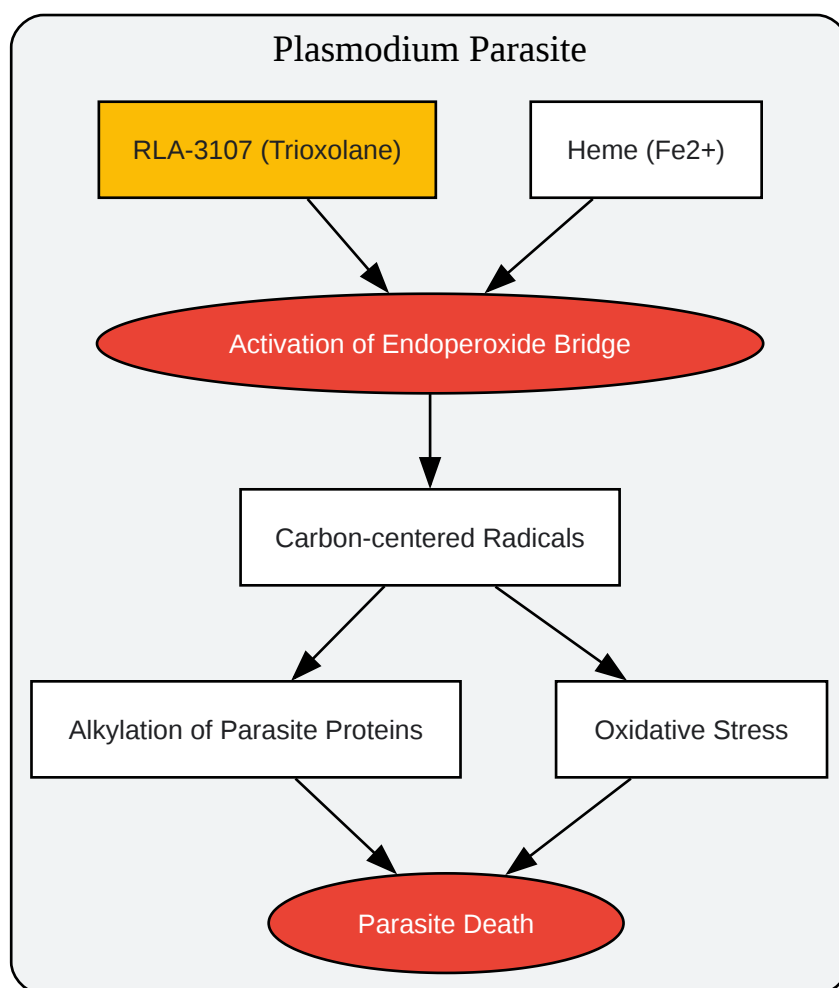 Plasmodium Parasite
RLA-3107 (Trioxolane)
Heme (Fe2+)
Activation of Endoperoxide Bridge
Carbon-centered Radicals
Alkylation of Parasite Proteins
Oxidative Stress
Parasite Death